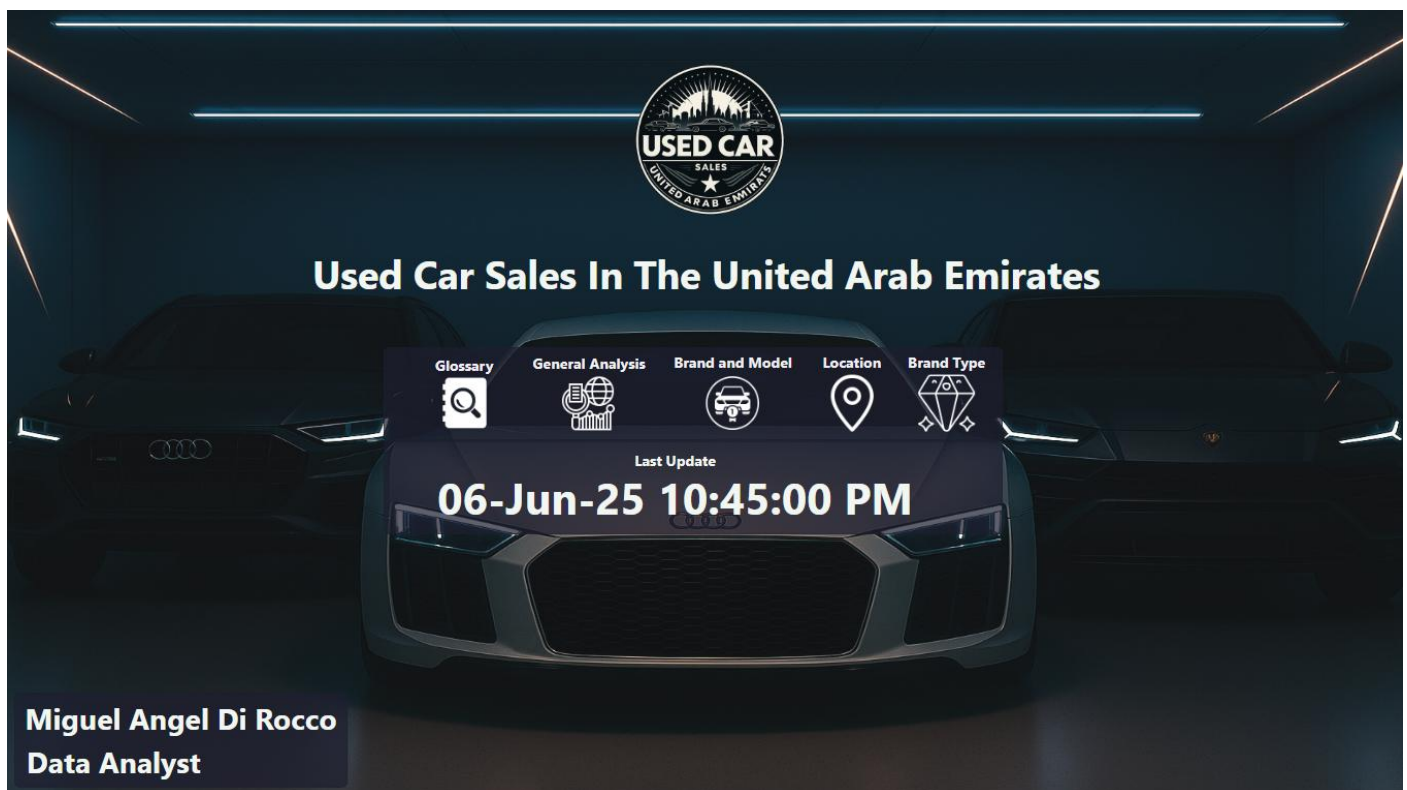 USED CAR
SALES
UNITED ARAB EMMIRATS
Used Car Sales In The United Arab Emirates
Glossary
General Analysis
Brand and Model
Location
Brand Type
Last Update
06-Jun-25 10:45:00 PM
Miguel Angel Di Rocco
Data Analyst